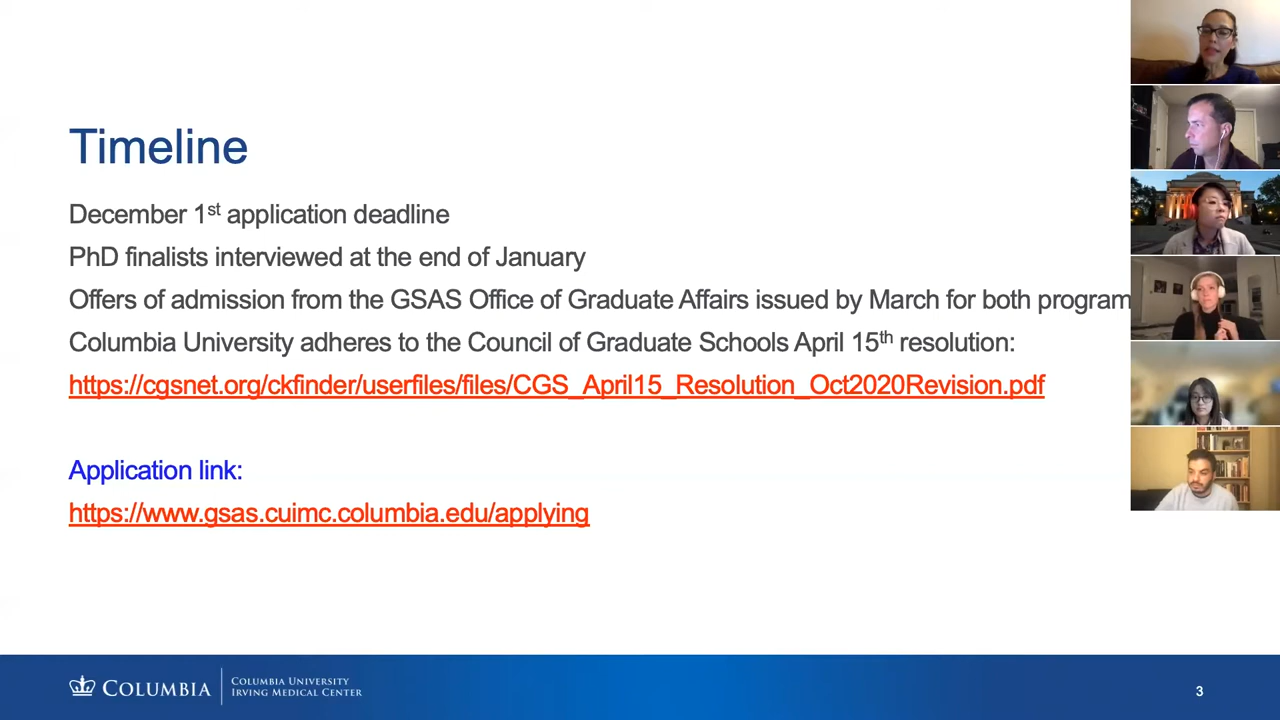 Timeline
December 1st application deadline
PhD finalists interviewed at the end of January
Offers of admission from the GSAS Office of Graduate Affairs issued by March for both program
Columbia University adheres to the Council of Graduate Schools April 15th resolution:
https://cgsnet.org/ckfinder/userfiles/files/CGS_April15_Resolution_Oct2020Revision.pdf
Application link:
https://www.gsas.cuimc.columbia.edu/applying
COLUMBIA
COLUMBIA UNIVERSITY
IRVING MEDICAL CENTER
3